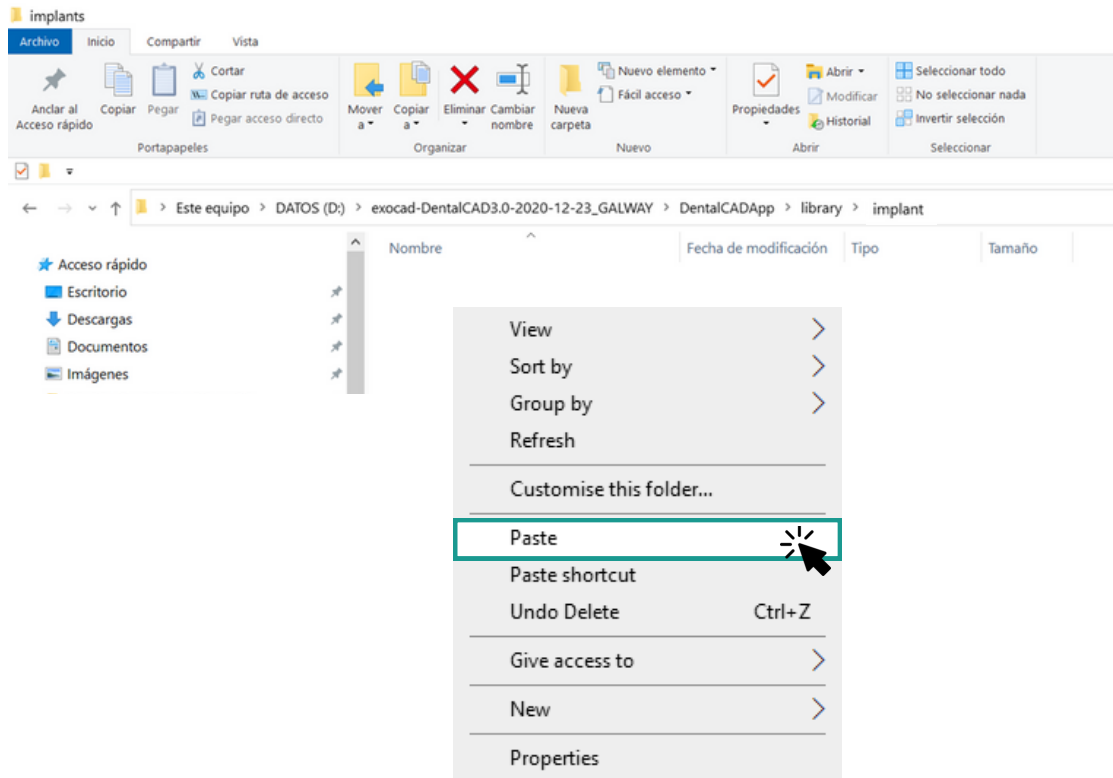 implants
Archivo Inicio Compartir Vista
Anclar al Acceso rápido
Copiar
Pegar
Cortar
Copiar ruta de acceso
Pegar acceso directo
Portapapeles
Mover a
Copiar a
Eliminar
Cambiar nombre
Organizar
Nueva carpeta
Nuevo elemento
Fácil acceso
Nuevo
Propiedades
Abrir
Modificar
Historial
Abrir
Seleccionar todo
No seleccionar nada
Invertir selección
Seleccionar
Este equipo > DATOS (D:) > exocad-DentalCAD3.0-2020-12-23_GALWAY > DentalCADApp > library > implant
Nombre Fecha de modificación Tipo Tamaño
Acceso rápido
Escritorio
Descargas
Documentos
Imágenes
View
Sort by
Group by
Refresh
Customise this folder...
Paste
Paste shortcut
Undo Delete Ctrl+Z
Give access to
New
Properties